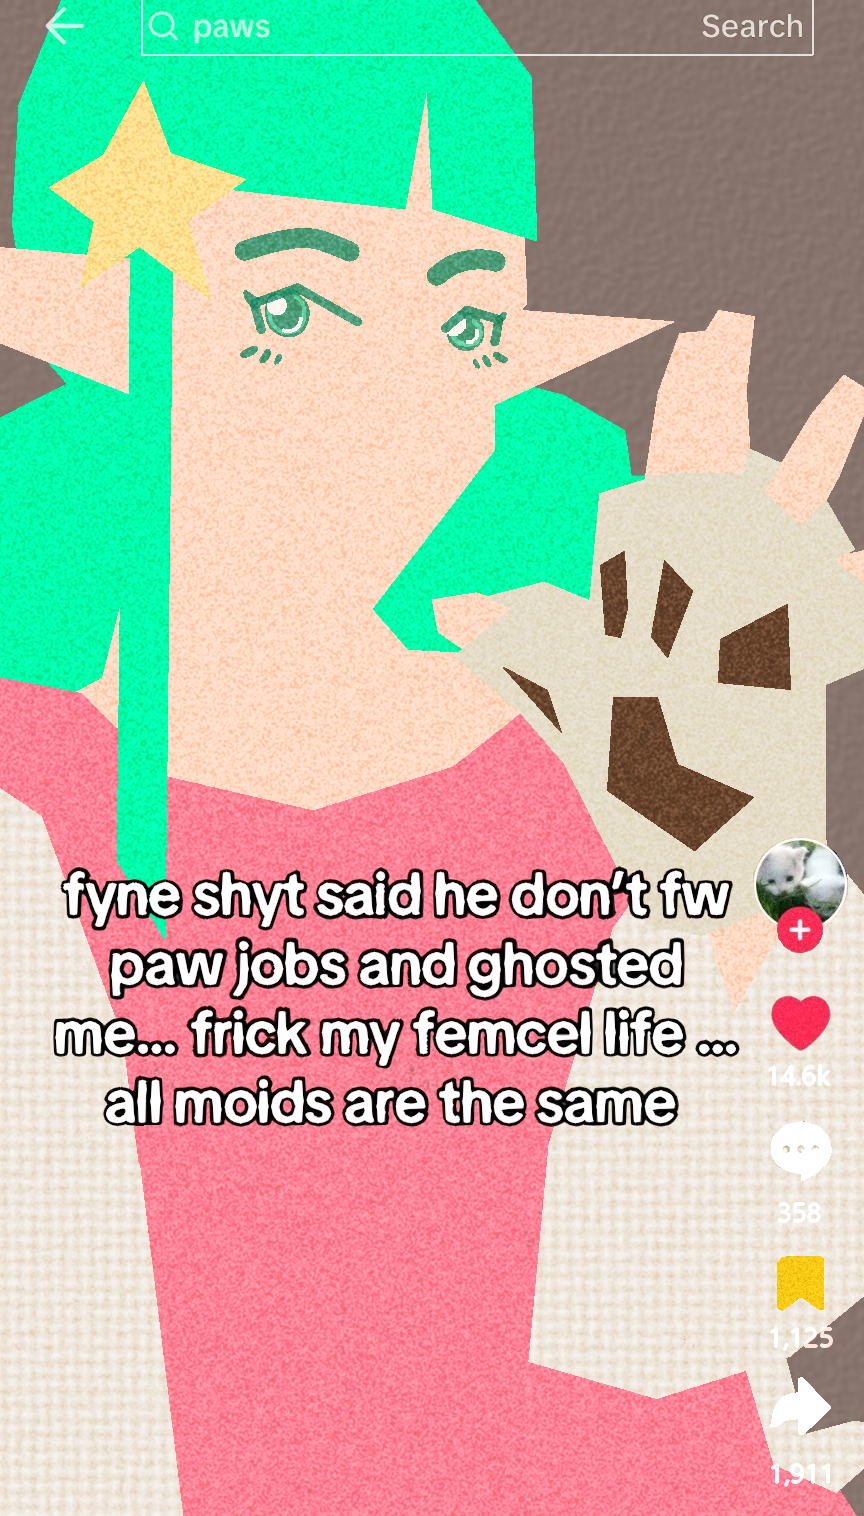 paws
Search
fyne shyt said he don't fw
paw jobs and ghosted
me... frick my femcel life ...
all moids are the same
14.6k
358
1,125
1,911